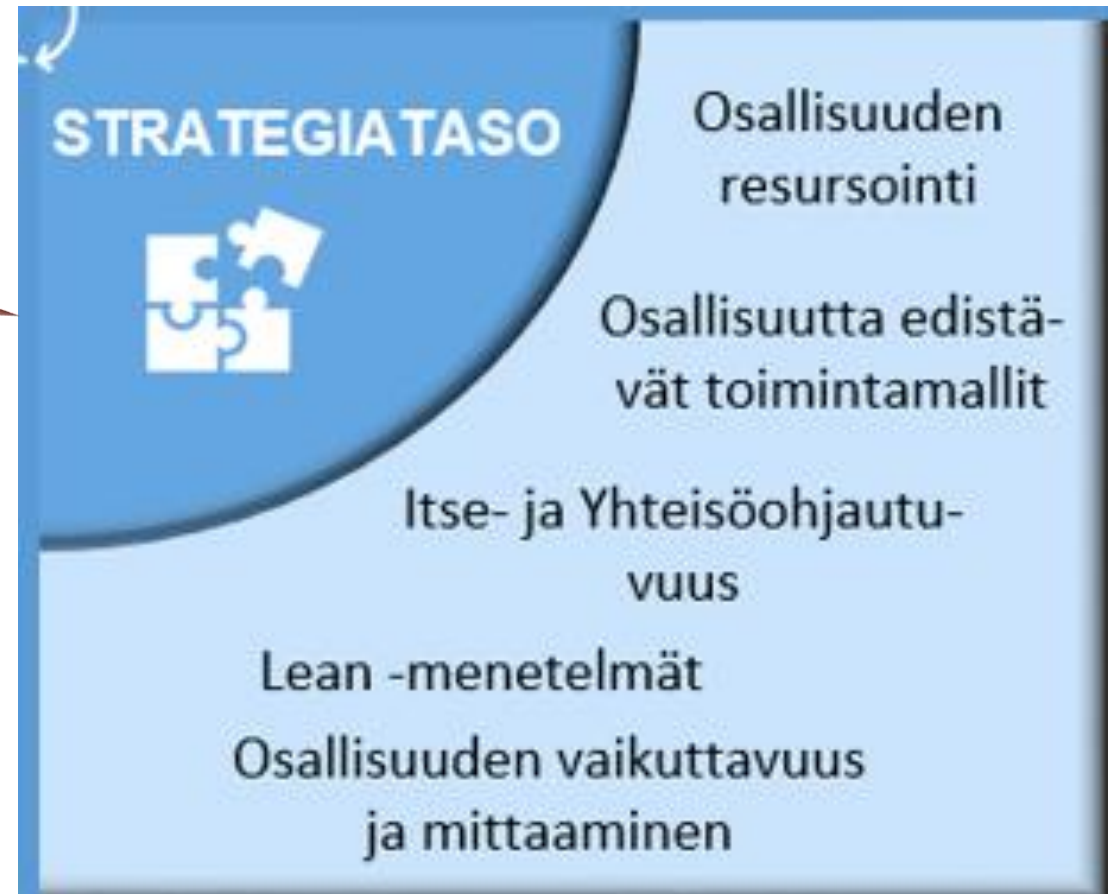 STRATEGIATASO
Osallisuuden
resursointi
Osallisuutta edistä-
vät toimintamallit
Itse- ja Yhteisöohjautu-
vuus
Lean -menetelmät
Osallisuuden vaikuttavuus
ja mittaaminen